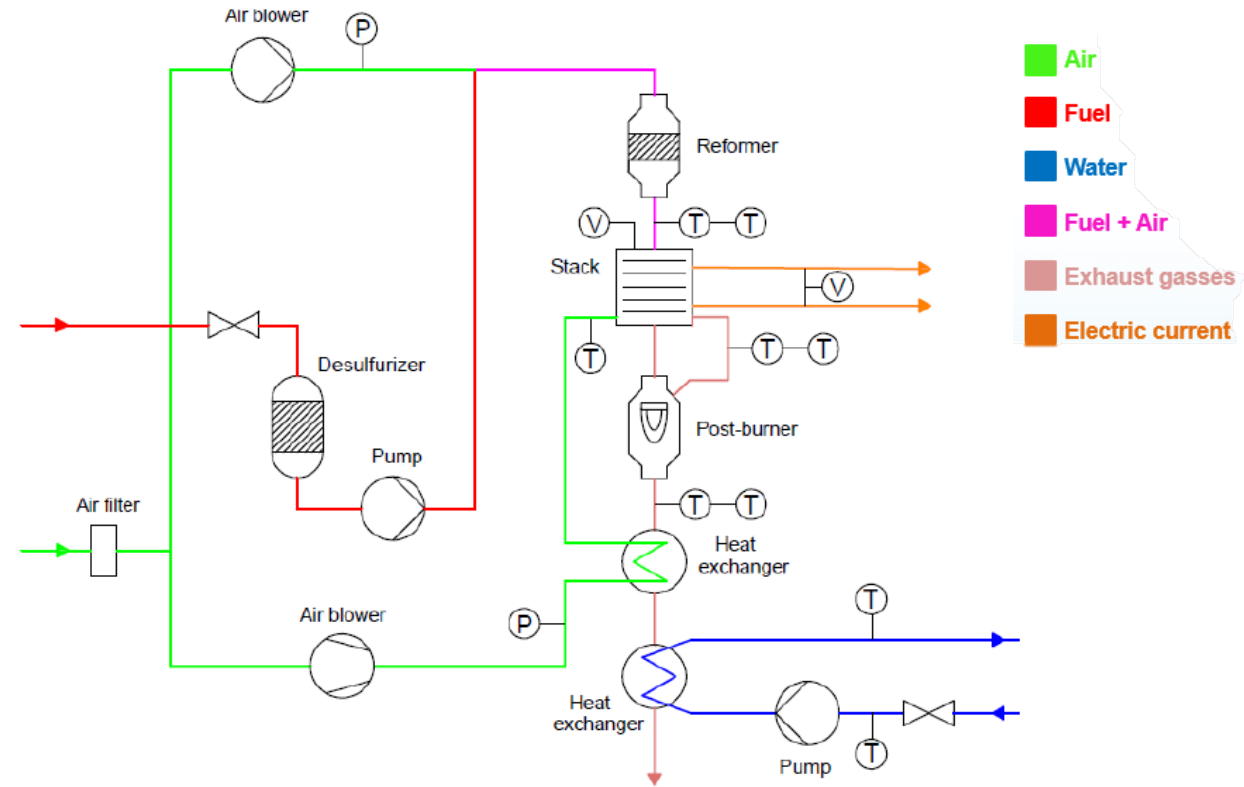 Air blower
P
Air
Fuel
Reformer
Water
V
T
T
Fuel + Air
Stack
Exhaust gasses
V
Electric current
T
T
T
Desulfurizer
Post-burner
Pump
Air filter
T
T
Heat
exchanger
Air blower
P
T
Heat
exchanger
T
Pump